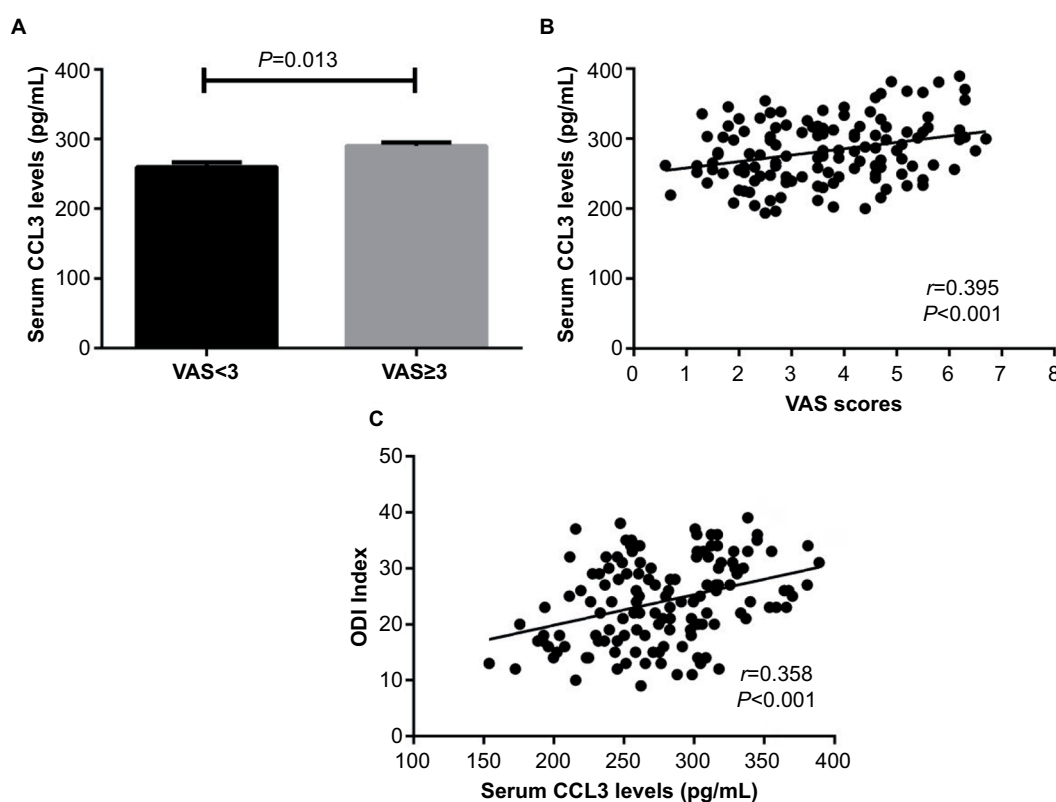 A
P=0.013
Serum CCL3 levels (pg/mL)
400
300
200
100
0
VAS<3
VAS≥3
B
Serum CCL3 levels (pg/mL)
400
300
200
100
0
r=0.395
P<0.001
0 1 2 3 4 5 6 7 8
VAS scores
C
ODI Index
50
40
30
20
10
0
r=0.358
P<0.001
100 150 200 250 300 350 400
Serum CCL3 levels (pg/mL)